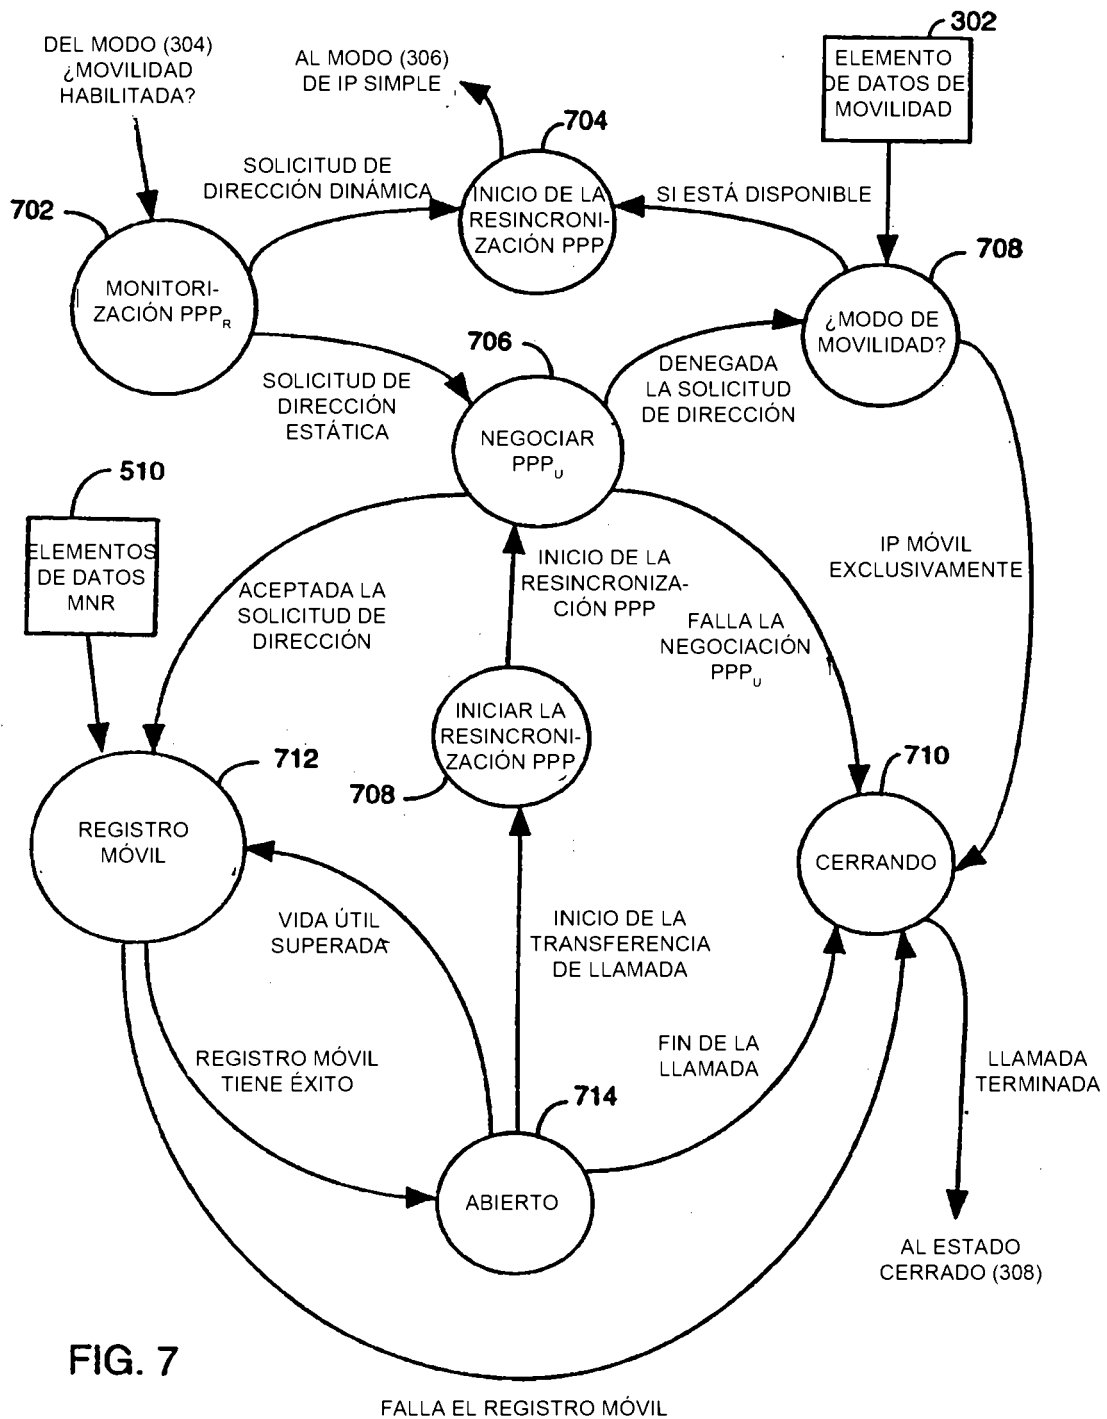 DEL MODO (304)
¿MOVILIDAD
HABILITADA?
AL MODO (306)
DE IP SIMPLE
302
ELEMENTO
DE DATOS DE
MOVILIDAD
704
SOLICITUD DE
DIRECCIÓN DINÁMICA
INICIO DE LA
RESINCRONI-
ZACIÓN PPP
SI ESTÁ DISPONIBLE
702
MONITORI-
ZACIÓN PPPR
708
¿MODO DE
MOVILIDAD?
706
SOLICITUD DE
DIRECCIÓN
ESTÁTICA
DENEGADA
LA SOLICITUD
DE DIRECCIÓN
NEGOCIAR
PPPU
510
ELEMENTOS
DE DATOS
MNR
ACEPTADA LA
SOLICITUD DE
DIRECCIÓN
INICIO DE LA
RESINCRONIZA-
CIÓN PPP
IP MÓVIL
EXCLUSIVAMENTE
FALLA LA
NEGOCIACIÓN
PPPU
INICIAR LA
RESINCRONI-
ZACIÓN PPP
708
712
REGISTRO
MÓVIL
710
CERRANDO
VIDA ÚTIL
SUPERADA
INICIO DE LA
TRANSFERENCIA
DE LLAMADA
REGISTRO MÓVIL
TIENE ÉXITO
FIN DE LA
LLAMADA
LLAMADA
TERMINADA
714
ABIERTO
AL ESTADO
CERRADO (308)
FIG. 7
FALLA EL REGISTRO MÓVIL